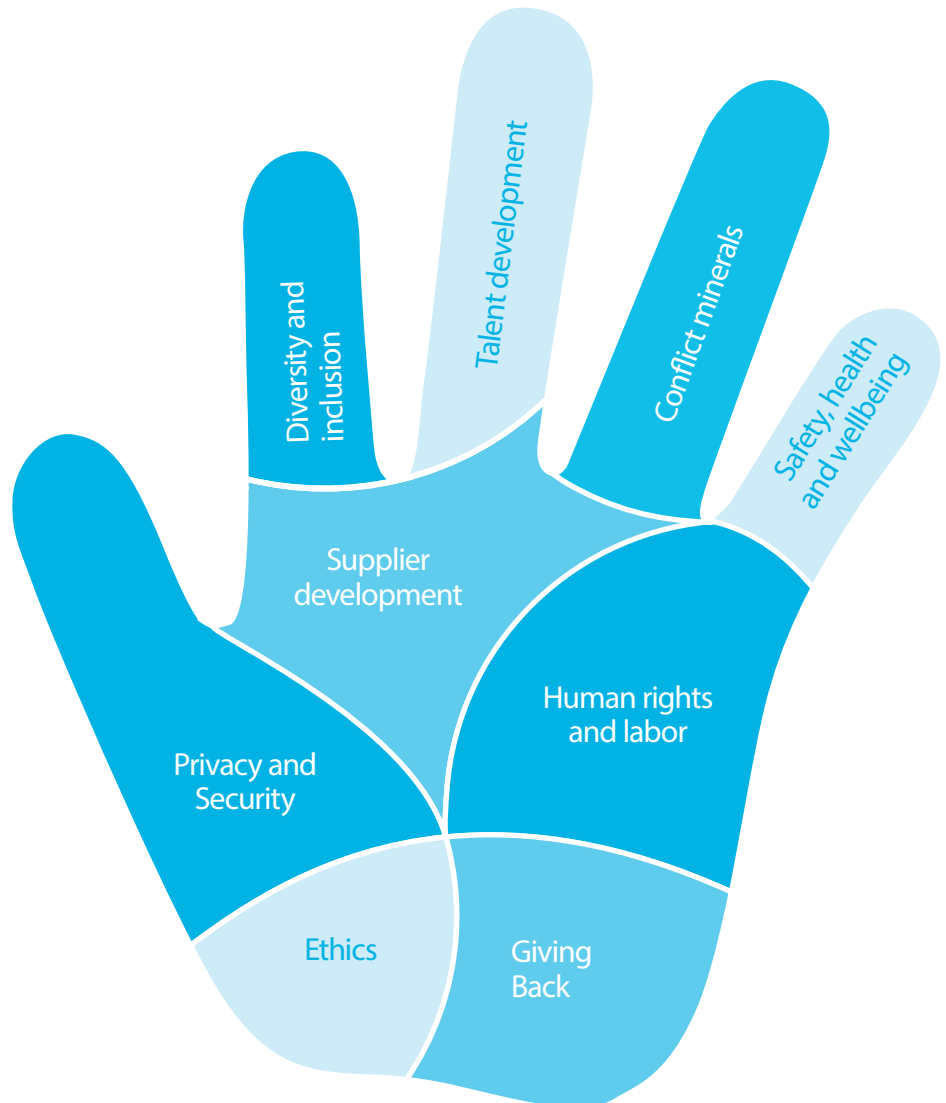 Talent development
Conflict minerals
Diversity and
inclusion
Safety, health
and wellbeing
Supplier
development
Human rights
and labor
Privacy and
Security
Ethics
Giving
Back